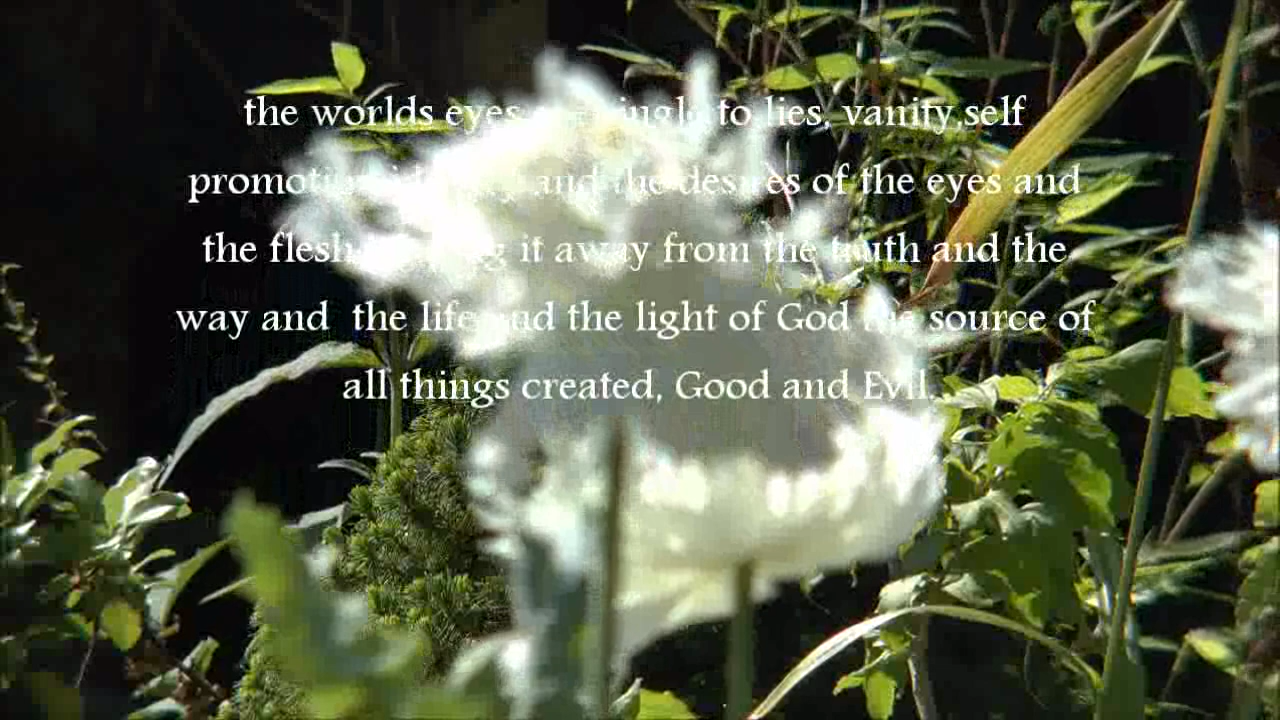 the worlds eyes to lies, vanity,self
and the desires of the eyes and
the flesh it away from the truth and the
way and the life and the light of God the source of
all things created, Good and Evil.